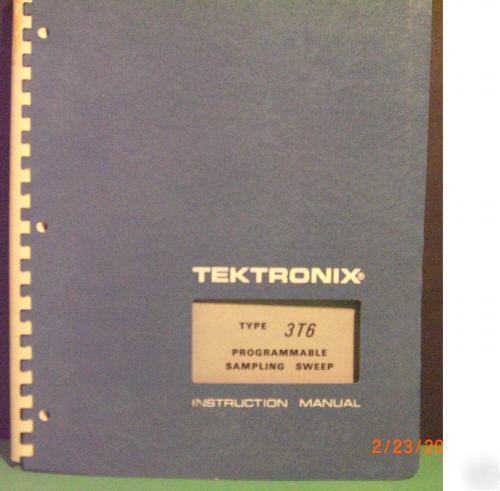 TEKTRONIX®
TYPE 3T6
PROGRAMMABLE
SAMPLING SWEEP
INSTRUCTION MANUAL
2/23/20